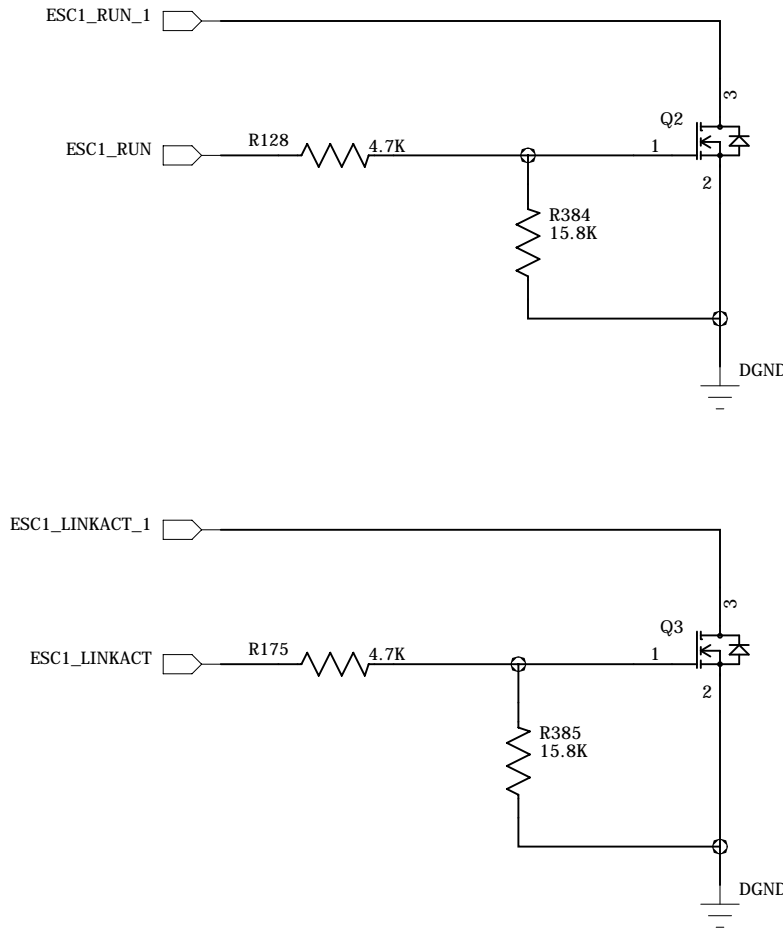 ESC1_RUN_1
3
Q2
R128
4.7K
ESC1_RUN
1
2
R384
15.8K
DGND
ESC1_LINKACT_1
3
Q3
R175
4.7K
ESC1_LINKACT
1
2
R385
15.8K
DGND